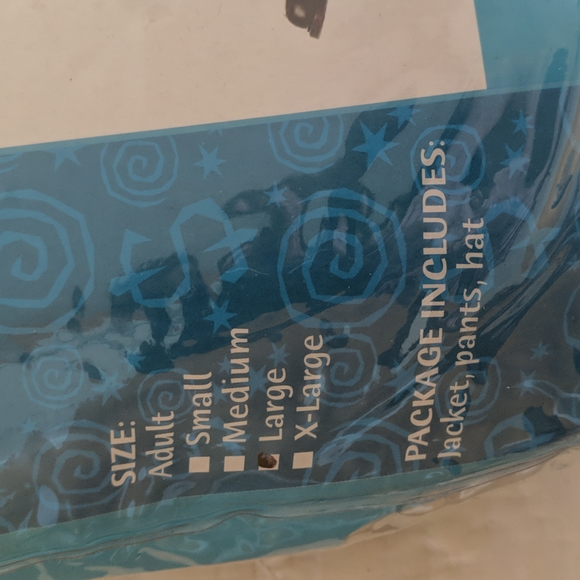 SIZE:
Adult
Small
Medium
Large
X-Large
PACKAGE INCLUDES:
Jacket, pants, hat